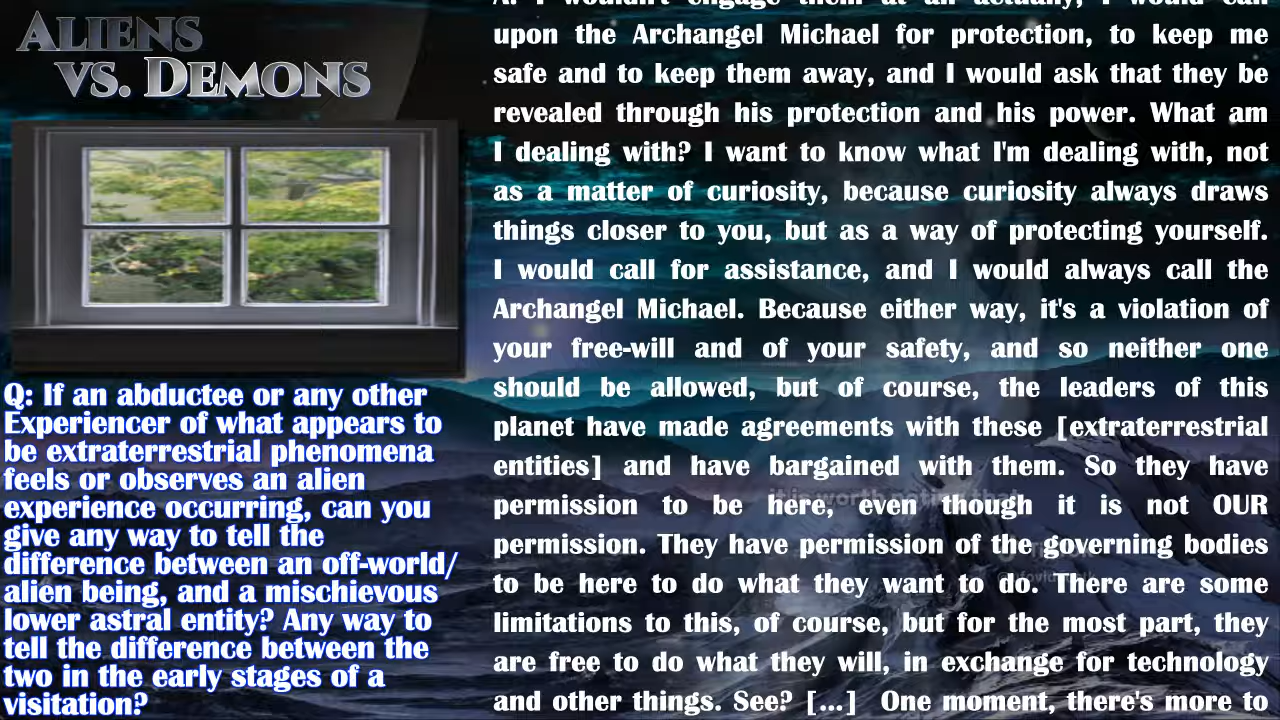 ALIENS
VS. DEMONS
Q: If an abductee or any other
Experiencer of what appears to
be extraterrestrial phenomena
feels or observes an alien
experience occurring, can you
give any way to tell the
difference between an off-world/
alien being, and a mischievous
lower astral entity? Any way to
tell the difference between the
two in the early stages of a
visitation?
A: I wouldn't engage them at all actually, I would call
upon the Archangel Michael for protection, to keep me
safe and to keep them away, and I would ask that they be
revealed through his protection and his power. What am
I dealing with? I want to know what I'm dealing with, not
as a matter of curiosity, because curiosity always draws
things closer to you, but as a way of protecting yourself.
I would call for assistance, and I would always call the
Archangel Michael. Because either way, it's a violation of
your free-will and of your safety, and so neither one
should be allowed, but of course, the leaders of this
planet have made agreements with these [extraterrestrial
entities] and have bargained with them. So they have
permission to be here, even though it is not OUR
permission. They have permission of the governing bodies
to be here to do what they want to do. There are some
limitations to this, of course, but for the most part, they
are free to do what they will, in exchange for technology
and other things. See? [...] One moment, there's more to